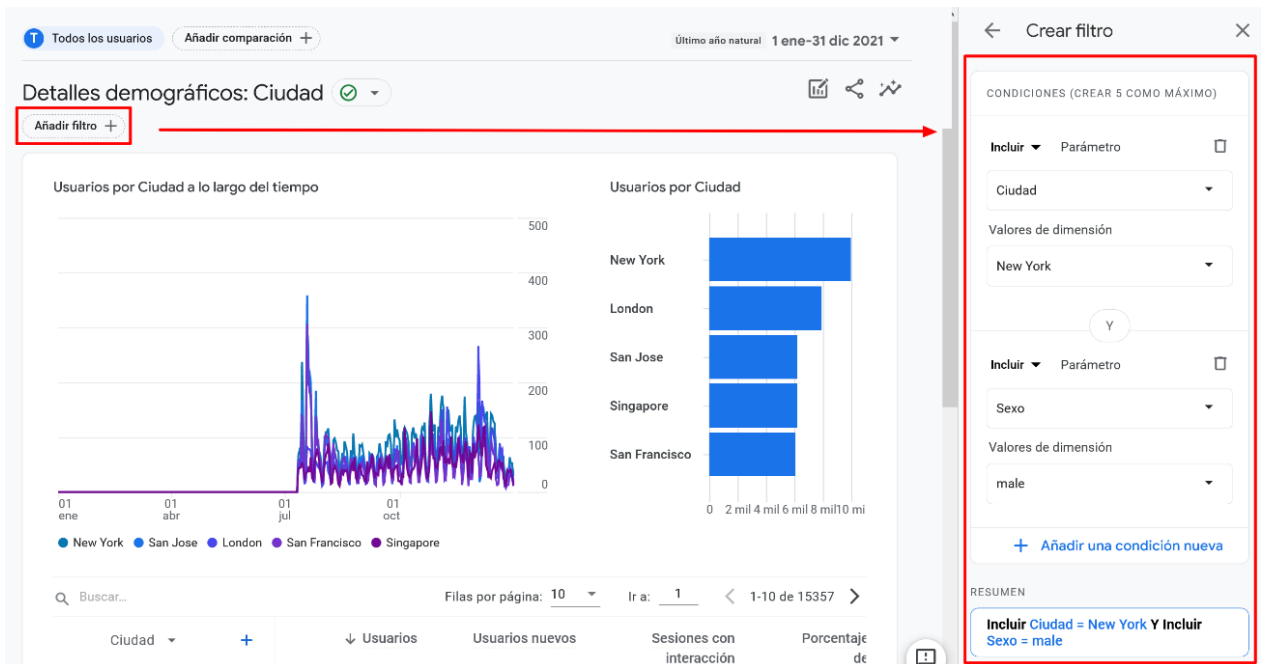 T Todos los usuarios
Añadir comparación +
Último año natural 1 ene-31 dic 2021
Detalles demográficos: Ciudad
Añadir filtro +
Usuarios por Ciudad a lo largo del tiempo
500
400
300
200
100
0
01 ene
01 abr
01 jul
01 oct
New York San Jose London San Francisco Singapore
Usuarios por Ciudad
New York
London
San Jose
Singapore
San Francisco
0 2 mil 4 mil 6 mil 8 mil 10 mi
Buscar...
Filas por página: 10
Ir a: 1
1-10 de 15357
Ciudad
+
↓ Usuarios
Usuarios nuevos
Sesiones con
interacción
Porcentaje
de
Crear filtro
CONDICIONES (CREAR 5 COMO MÁXIMO)
Incluir Parámetro
Ciudad
Valores de dimensión
New York
Y
Incluir Parámetro
Sexo
Valores de dimensión
male
+ Añadir una condición nueva
RESUMEN
Incluir Ciudad = New York Y Incluir
Sexo = male